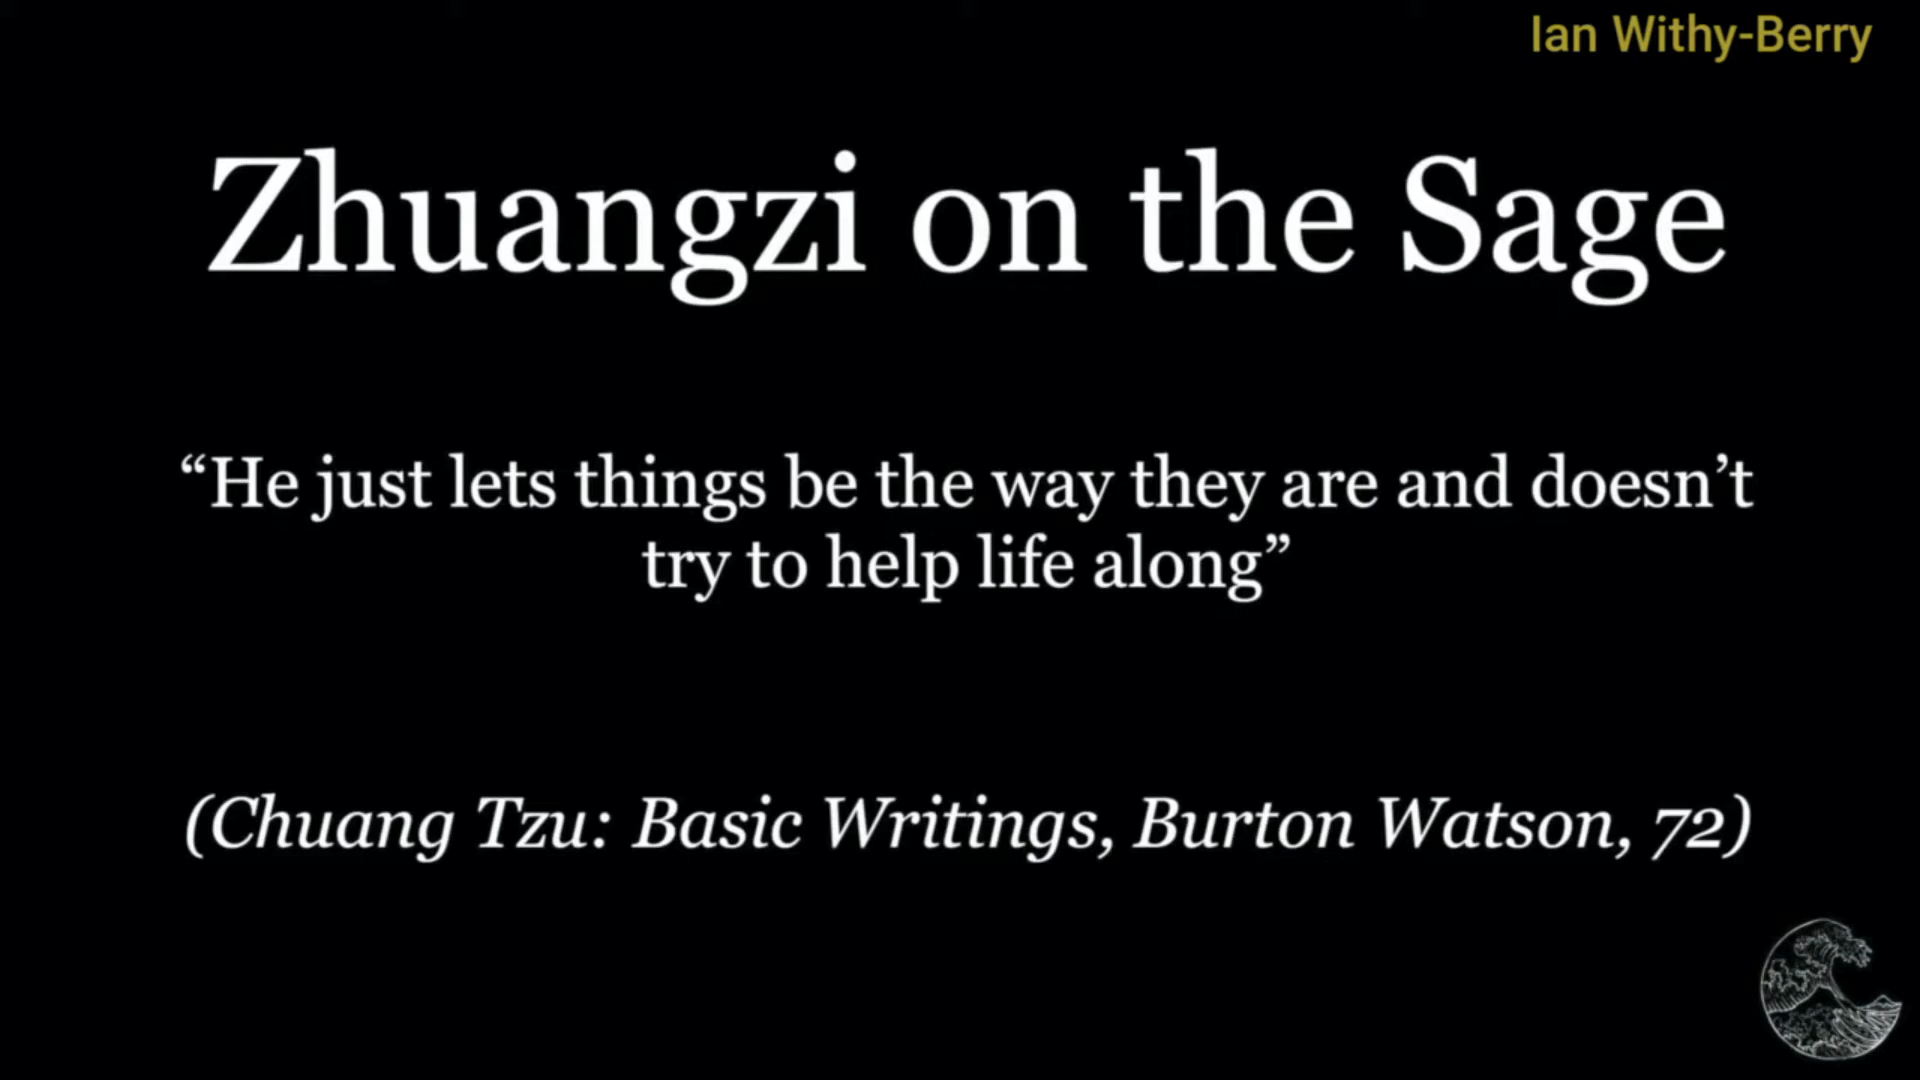 Ian Withy-Berry
Zhuangzi on the Sage
“He just lets things be the way they are and doesn’t
try to help life along”
(Chuang Tzu: Basic Writings, Burton Watson, 72)